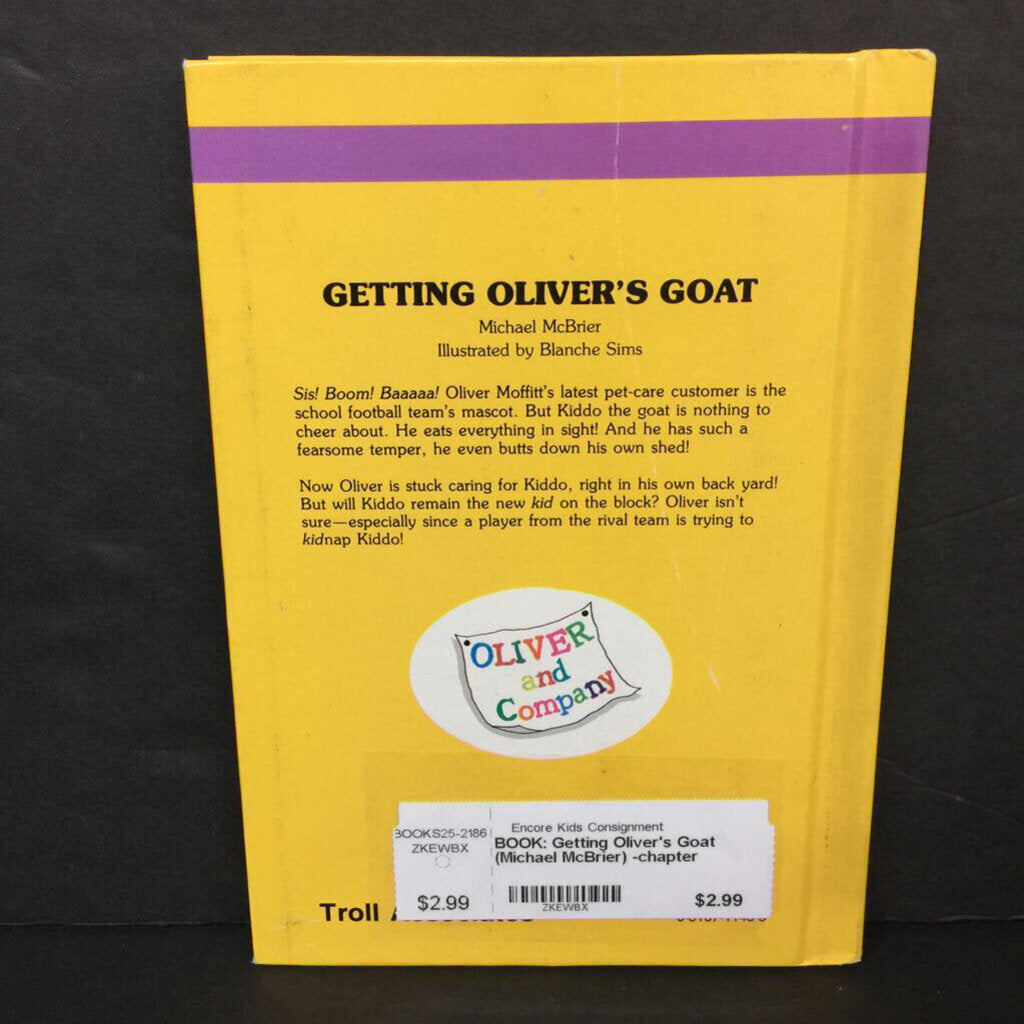 GETTING OLIVER'S GOAT
Michael McBrier
Illustrated by Blanche Sims
Sis! Boom! Baaaaa! Oliver Moffitt's latest pet-care customer is the
school football team's mascot. But Kiddo the goat is nothing to
cheer about. He eats everything in sight! And he has such a
fearsome temper, he even butts down his own shed!
Now Oliver is stuck caring for Kiddo, right in his own back yard!
But will Kiddo remain the new kid on the block? Oliver isn't
sure—especially since a player from the rival team is trying to
kidnap Kiddo!
OLIVER
and
Company
BOOKS25-2186
ZKEWBX
$2.99
Encore Kids Consignment
BOOK: Getting Oliver's Goat
(Michael McBrier) -chapter
ZKEWBX
$2.99
Troll